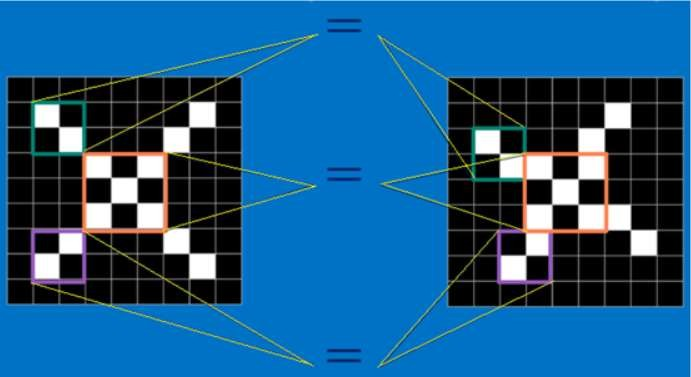 =
=
=